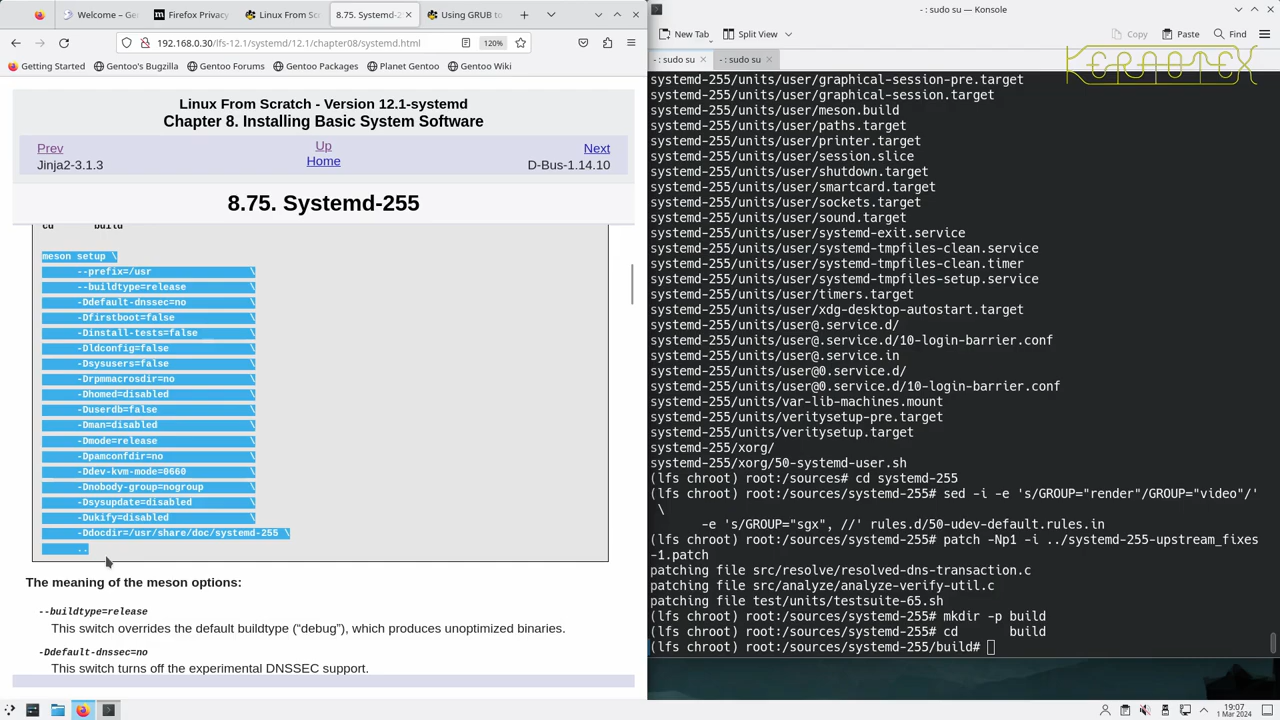 Welcome – Ge
Firefox Privacy
Linux From Scr
8.75. Systemd-2
Using GRUB to
192.168.0.30/lfs-12.1/systemd/12.1/chapter08/systemd.html
120%
Getting Started
Gentoo's Bugzilla
Gentoo Forums
Gentoo Packages
Planet Gentoo
Gentoo Wiki
Linux From Scratch - Version 12.1-systemd
Chapter 8. Installing Basic System Software
Prev
Up
Next
Jinja2-3.1.3
Home
D-Bus-1.14.10
8.75. Systemd-255
cd       build
meson setup \
      --prefix=/usr                 \
      --buildtype=release           \
      -Ddefault-dnssec=no           \
      -Dfirstboot=false             \
      -Dinstall-tests=false         \
      -Dldconfig=false              \
      -Dsysusers=false              \
      -Drpmmacrosdir=no             \
      -Dhomed=disabled              \
      -Duserdb=false                \
      -Dman=disabled                \
      -Dmode=release                \
      -Dpamconfdir=no               \
      -Ddev-kvm-mode=0660           \
      -Dnobody-group=nogroup        \
      -Dsysupdate=disabled          \
      -Dukify=disabled              \
      -Ddocdir=/usr/share/doc/systemd-255 \
      ..
The meaning of the meson options:
--buildtype=release
This switch overrides the default buildtype (“debug”), which produces unoptimized binaries.
-Ddefault-dnssec=no
This switch turns off the experimental DNSSEC support.
- : sudo su — Konsole
New Tab
Split View
Copy
Paste
Find
- : sudo su
- : sudo su
KERNOTEX
systemd-255/units/user/graphical-session-pre.target
systemd-255/units/user/graphical-session.target
systemd-255/units/user/meson.build
systemd-255/units/user/paths.target
systemd-255/units/user/printer.target
systemd-255/units/user/session.slice
systemd-255/units/user/shutdown.target
systemd-255/units/user/smartcard.target
systemd-255/units/user/sockets.target
systemd-255/units/user/sound.target
systemd-255/units/user/systemd-exit.service
systemd-255/units/user/systemd-tmpfiles-clean.service
systemd-255/units/user/systemd-tmpfiles-clean.timer
systemd-255/units/user/systemd-tmpfiles-setup.service
systemd-255/units/user/timers.target
systemd-255/units/user/xdg-desktop-autostart.target
systemd-255/units/user@.service.d/
systemd-255/units/user@.service.d/10-login-barrier.conf
systemd-255/units/user@.service.in
systemd-255/units/user@0.service.d/
systemd-255/units/user@0.service.d/10-login-barrier.conf
systemd-255/units/var-lib-machines.mount
systemd-255/units/veritysetup-pre.target
systemd-255/units/veritysetup.target
systemd-255/xorg/
systemd-255/xorg/50-systemd-user.sh
(lfs chroot) root:/sources# cd systemd-255
(lfs chroot) root:/sources/systemd-255# sed -i -e 's/GROUP="render"/GROUP="video"/'
 \
       -e 's/GROUP="sgx", //' rules.d/50-udev-default.rules.in
(lfs chroot) root:/sources/systemd-255# patch -Np1 -i ../systemd-255-upstream_fixes
-1.patch
patching file src/resolve/resolved-dns-transaction.c
patching file src/analyze/analyze-verify-util.c
patching file test/units/testsuite-65.sh
(lfs chroot) root:/sources/systemd-255# mkdir -p build
(lfs chroot) root:/sources/systemd-255# cd       build
(lfs chroot) root:/sources/systemd-255/build#
19:07
1 Mar 2024